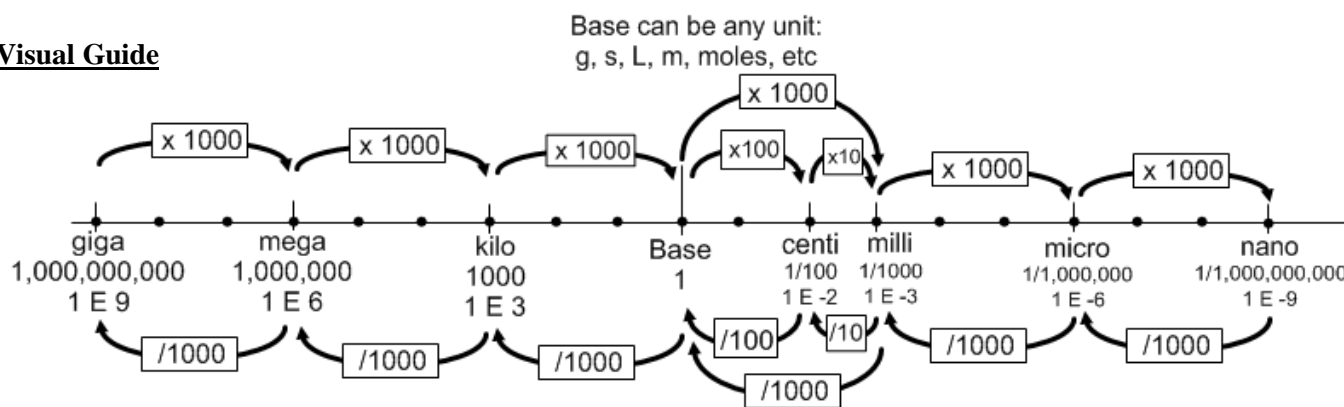 Base can be any unit:
Visual Guide
g, s, L, m, moles, etc
x 1000
x 1000
x 1000
x 1000
x100
x10
x 1000
x 1000
giga
mega
kilo
Base
centi
milli
micro
nano
1,000,000,000
1,000,000
1000
1
1/100
1/1000
1/1,000,000
1/1,000,000,000
1 E 9
1 E 6
1 E 3
1 E -2
1 E -3
1 E -6
1 E -9
/1000
/1000
/1000
/100
/10
/1000
/1000
/1000